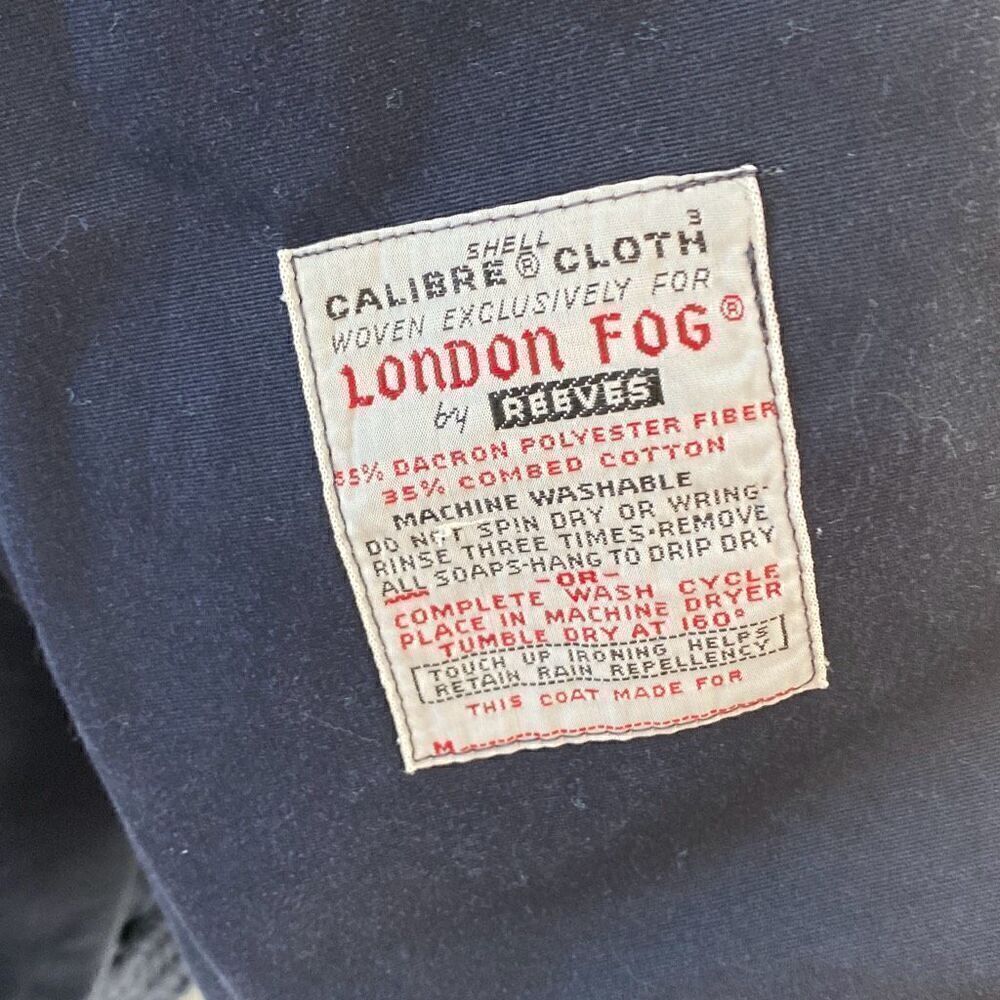 3
SHELL
CALIBRE® CLOTH
WOVEN EXCLUSIVELY FOR
LONDON FOG®
by REEVES
65% DACRON POLYESTER FIBER
35% COMBED COTTON
MACHINE WASHABLE
DO NOT SPIN DRY OR WRING-
RINSE THREE TIMES·REMOVE
ALL SOAPS-HANG TO DRIP DRY
-OR-
COMPLETE WASH CYCLE
PLACE IN MACHINE DRYER
TUMBLE DRY AT 160°
TOUCH UP IRONING HELPS
RETAIN RAIN REPELLENCY.
THIS COAT MADE FOR
M